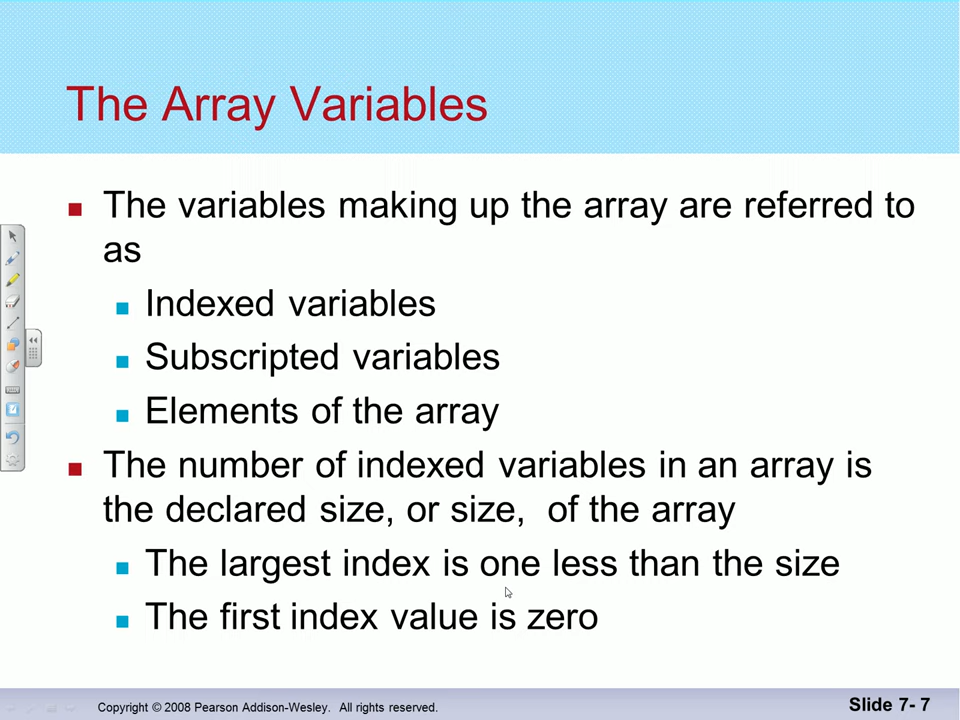 The Array Variables
The variables making up the array are referred to
as
Indexed variables
Subscripted variables
Elements of the array
The number of indexed variables in an array is
the declared size, or size,  of the array
The largest index is one less than the size
The first index value is zero
Copyright © 2008 Pearson Addison-Wesley.  All rights reserved.
Slide 7- 7